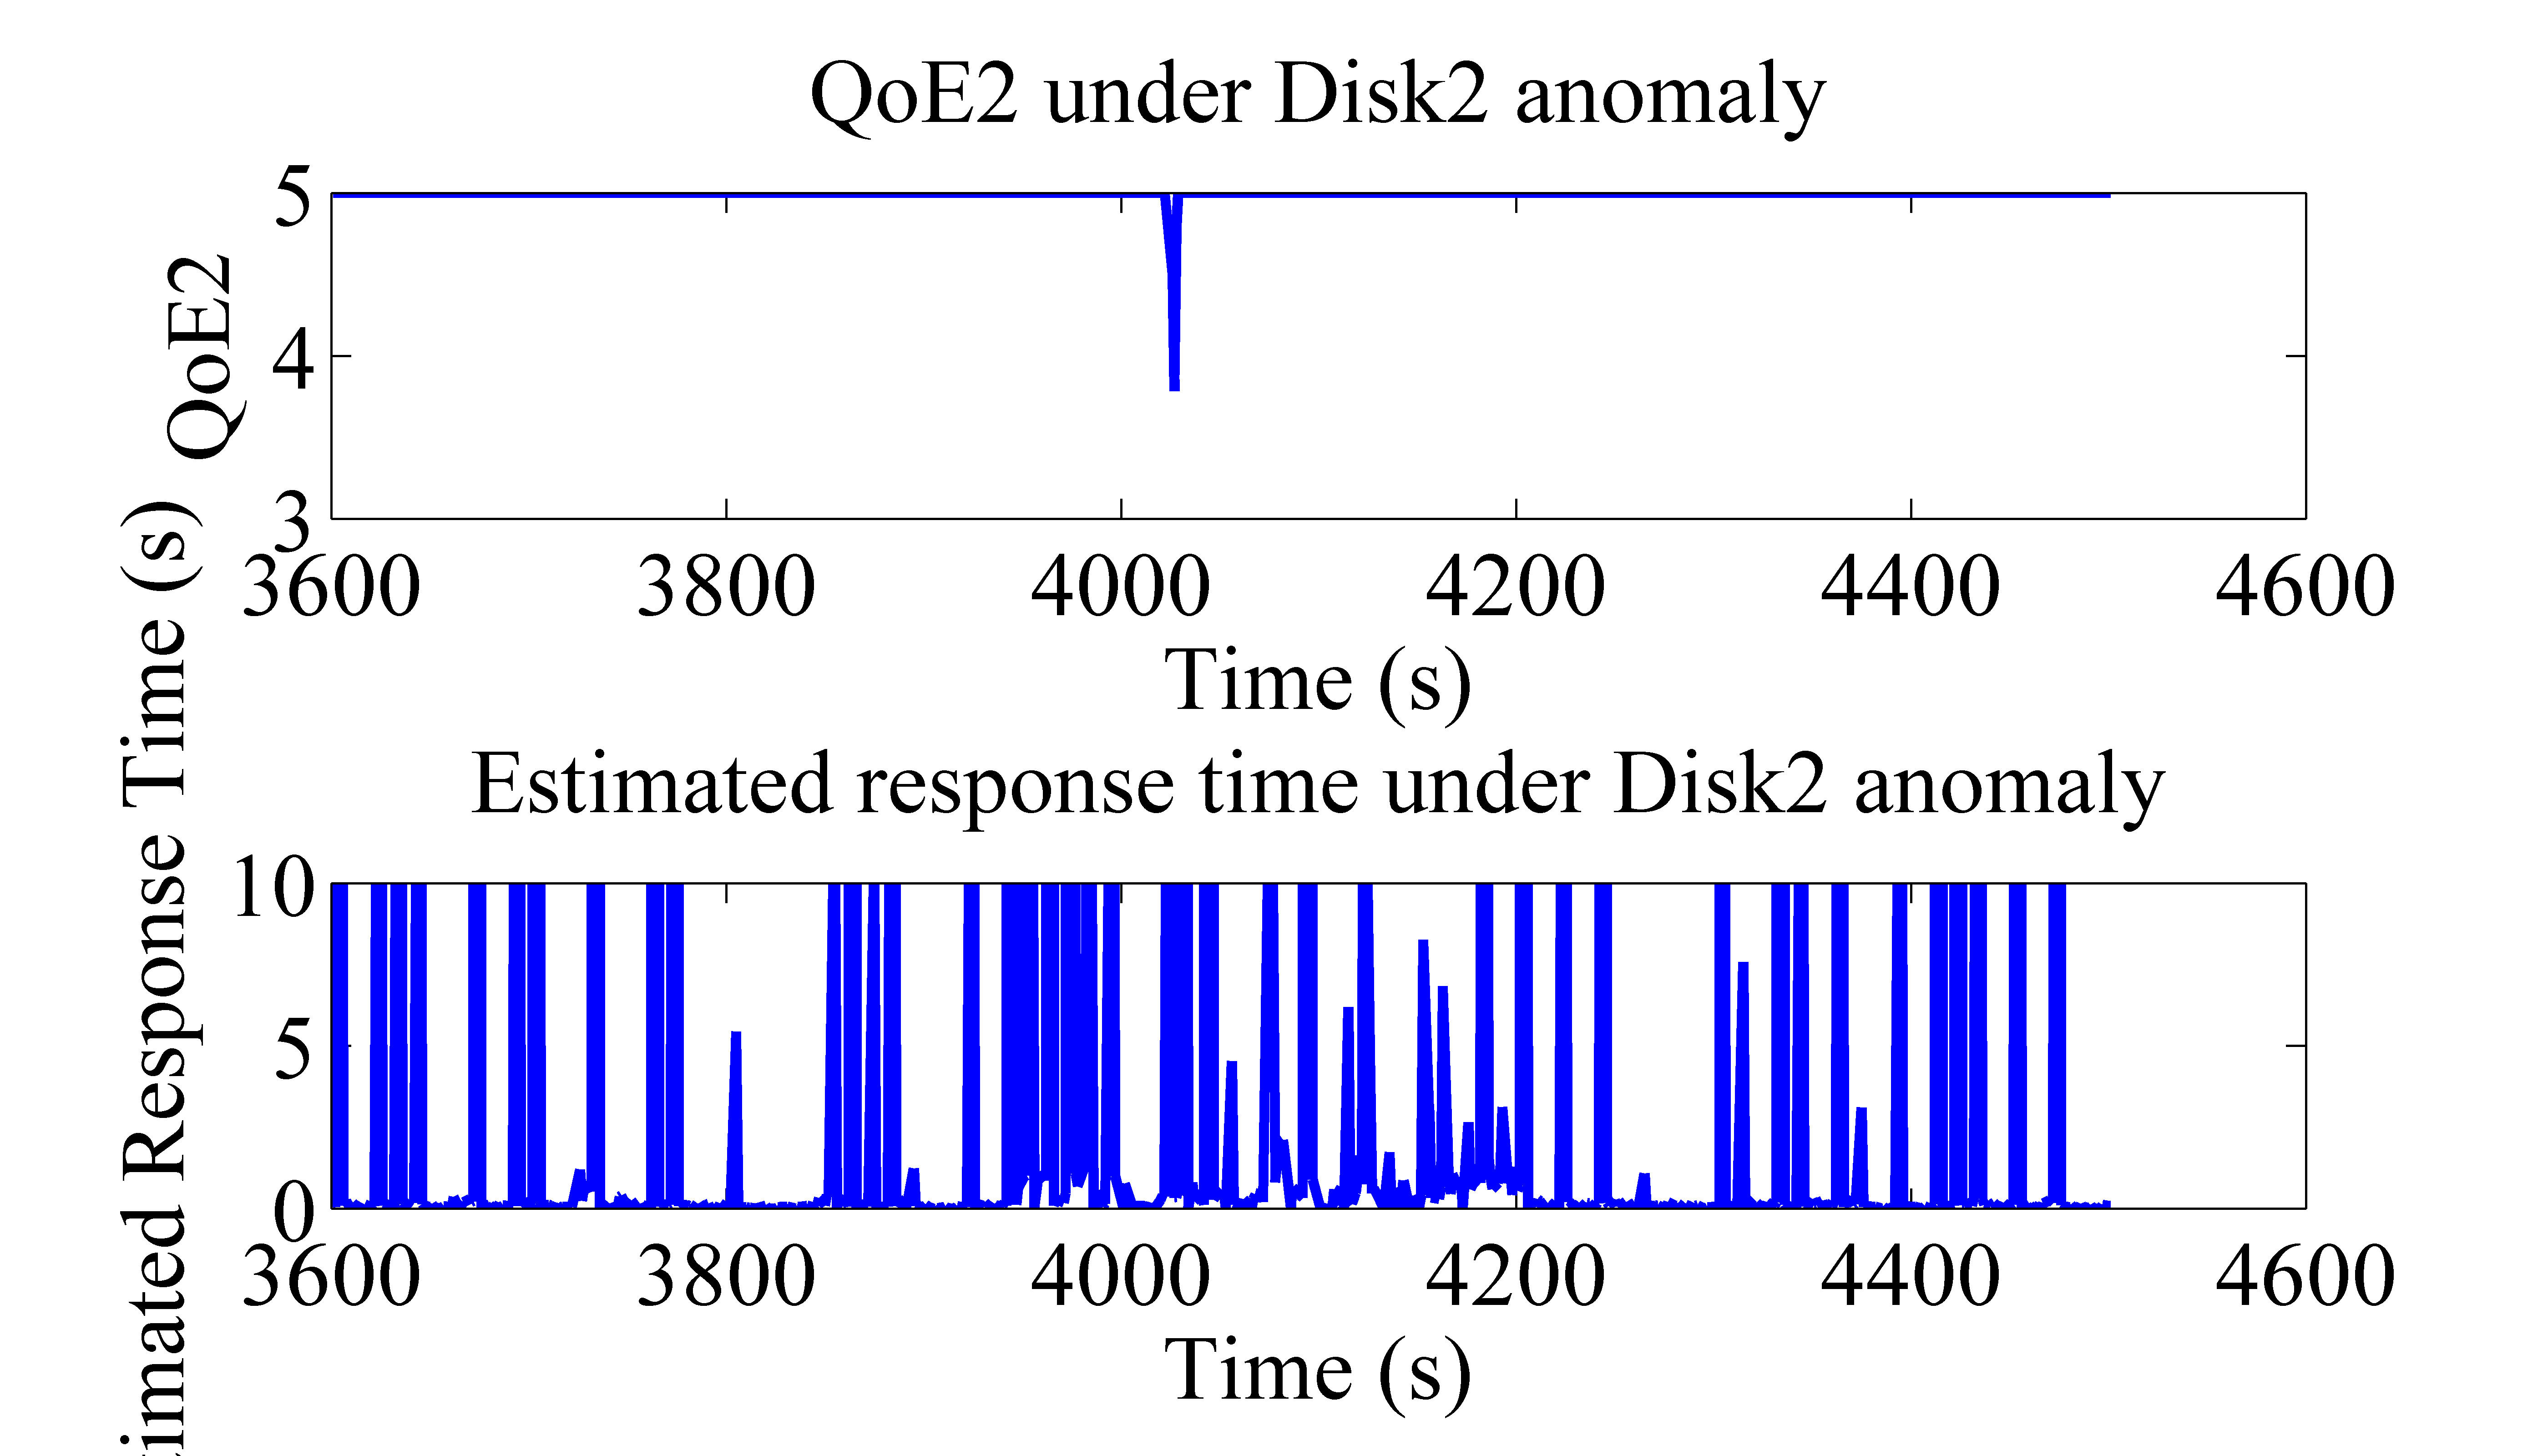 QoE2 under Disk2 anomaly
QoE2
5
4
3
3600 3800 4000 4200 4400 4600
Time (s)
Estimated response time under Disk2 anomaly
timated Response Time (s)
10
5
0
3600 3800 4000 4200 4400 4600
Time (s)